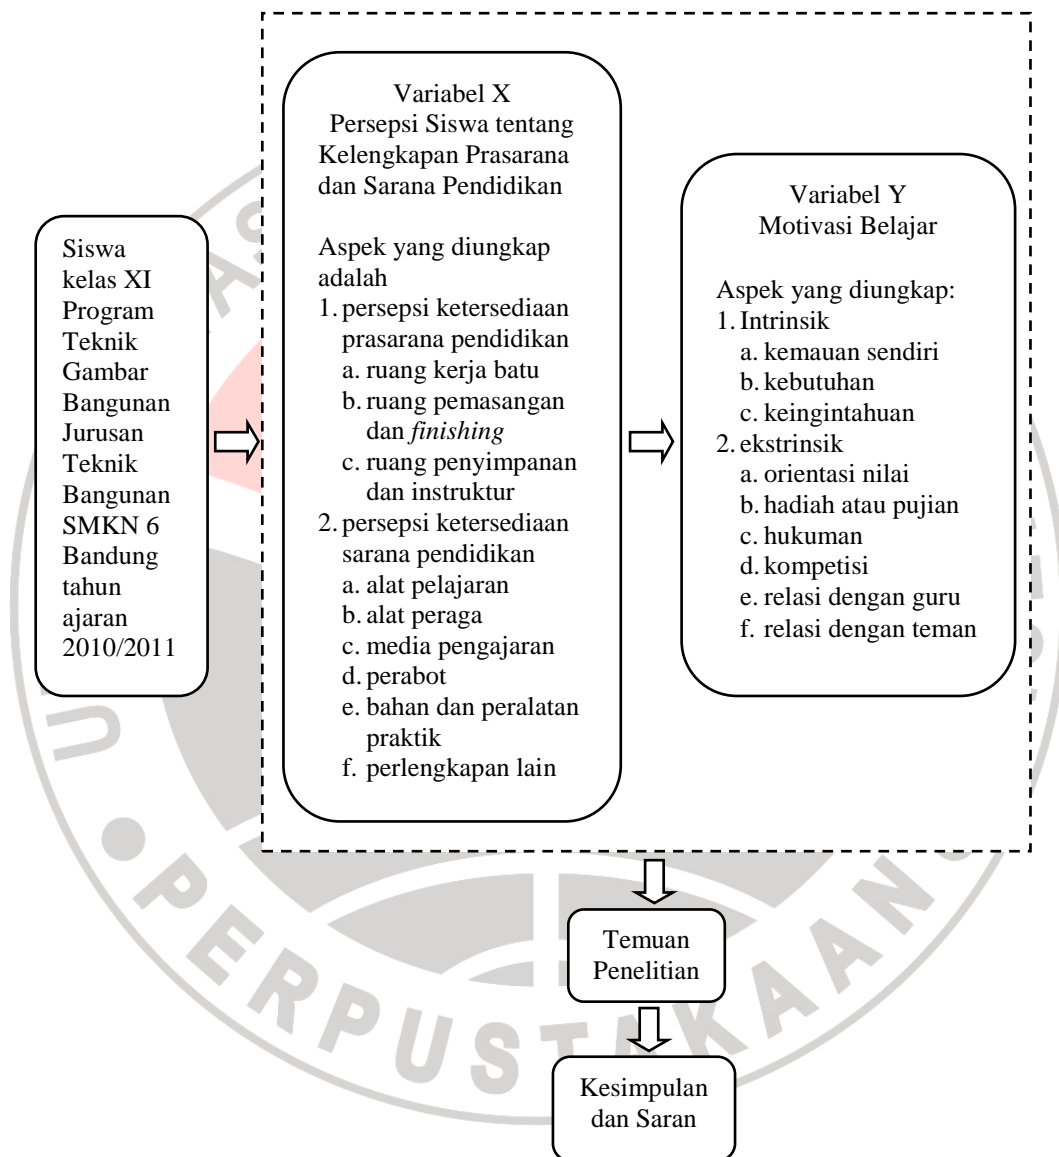 Siswa
kelas XI
Program
Teknik
Gambar
Bangunan
Jurusan
Teknik
Bangunan
SMKN 6
Bandung
tahun
ajaran
2010/2011
Variabel X
Persepsi Siswa tentang
Kelengkapan Prasarana
dan Sarana Pendidikan
Aspek yang diungkap
adalah
1. persepsi ketersediaan
prasarana pendidikan
a. ruang kerja batu
b. ruang pemasangan
dan finishing
c. ruang penyimpanan
dan instruktur
2. persepsi ketersediaan
sarana pendidikan
a. alat pelajaran
b. alat peraga
c. media pengajaran
d. perabot
e. bahan dan peralatan
praktik
f. perlengkapan lain
Variabel Y
Motivasi Belajar
Aspek yang diungkap:
1. Intrinsik
a. kemauan sendiri
b. kebutuhan
c. keingintahuan
2. ekstrinsik
a. orientasi nilai
b. hadiah atau pujian
c. hukuman
d. kompetisi
e. relasi dengan guru
f. relasi dengan teman
Temuan
Penelitian
Kesimpulan
dan Saran
PERPUSTAKAAN